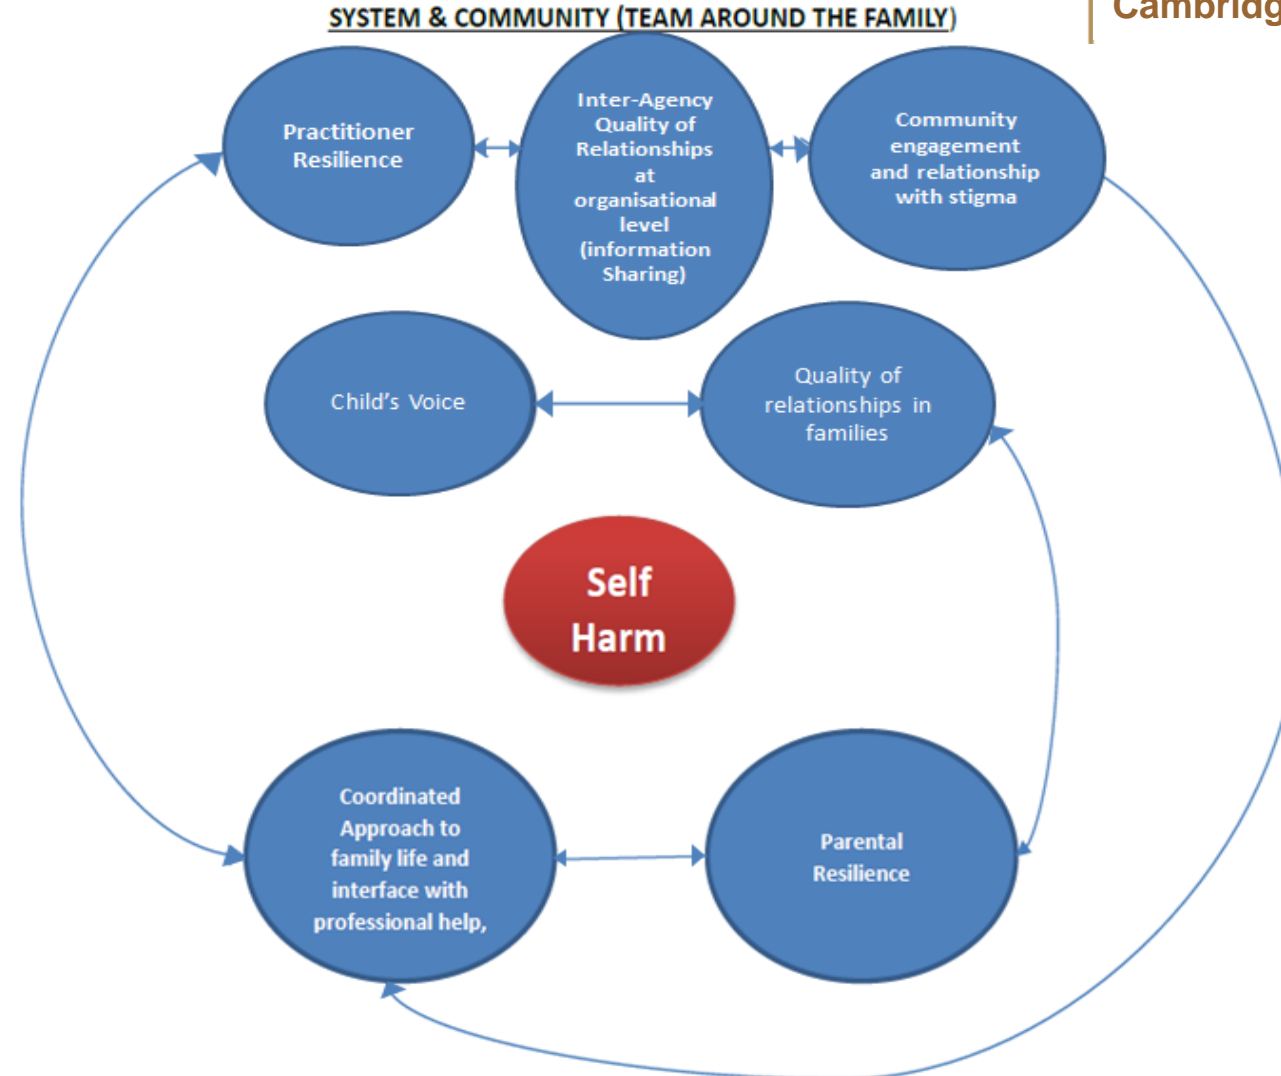 SYSTEM & COMMUNITY (TEAM AROUND THE FAMILY)
Practitioner
Resilience
Inter-Agency
Quality of
Relationships
at
organisational
level
(information
Sharing)
Community
engagement
and relationship
with stigma
Child's Voice
Quality of
relationships in
families
Self
Harm
Coordinated
Approach to
family life and
interface with
professional help,
Parental
Resilience